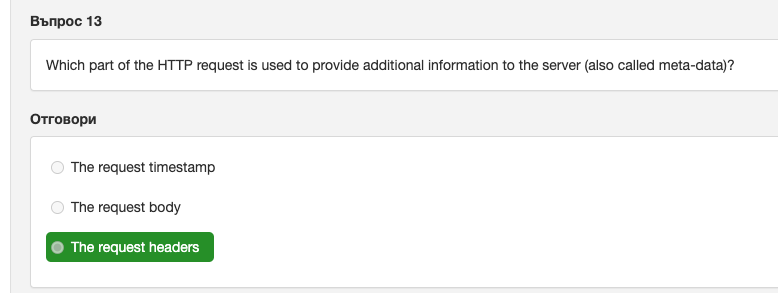 Въпрос 13
Which part of the HTTP request is used to provide additional information to the server (also called meta-data)?
Отговори
The request timestamp
The request body
The request headers